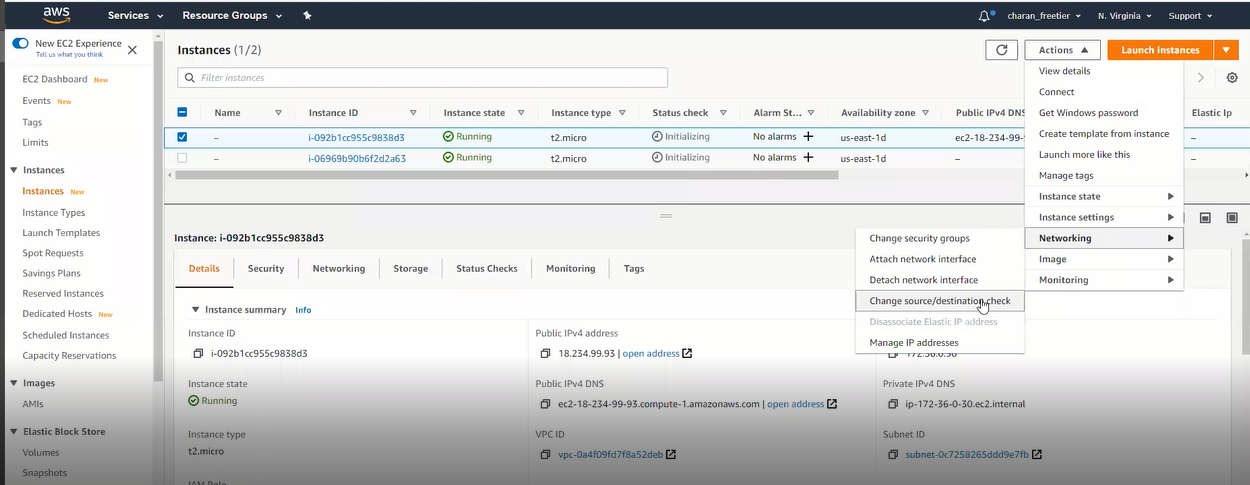 aws Services Resource Groups charan_freetier N. Virginia Support
New EC2 Experience
Tell us what you think
EC2 Dashboard New
Events New
Tags
Limits
Instances
Instances New
Instance Types
Launch Templates
Spot Requests
Savings Plans
Reserved Instances
Dedicated Hosts New
Scheduled Instances
Capacity Reservations
Images
AMIs
Elastic Block Store
Volumes
Snapshots
Instances (1/2) Actions Launch instances
Filter instances
Name Instance ID Instance state Instance type Status check Alarm St... Availability zone Public IPv4 DNS Elastic Ip
– i-092b1cc955c9838d3 Running t2.micro Initializing No alarms + us-east-1d ec2-18-234-99-9 –
– i-06969b90b6f2d2a63 Running t2.micro Initializing No alarms + us-east-1d – –
View details
Connect
Get Windows password
Create template from instance
Launch more like this
Manage tags
Instance state
Instance settings
Networking
Image
Monitoring
Change security groups
Attach network interface
Detach network interface
Change source/destination check
Disassociate Elastic IP address
Manage IP addresses
Instance: i-092b1cc955c9838d3
Details Security Networking Storage Status Checks Monitoring Tags
Instance summary Info
Instance ID
i-092b1cc955c9838d3
Public IPv4 address
18.234.99.93 | open address
172.36.0.30
Instance state
Running
Public IPv4 DNS
ec2-18-234-99-93.compute-1.amazonaws.com | open address
Private IPv4 DNS
ip-172-36-0-30.ec2.internal
Instance type
t2.micro
VPC ID
vpc-0a4f09fd7f8a52deb
Subnet ID
subnet-0c7258265ddd9e7fb
IAM Role